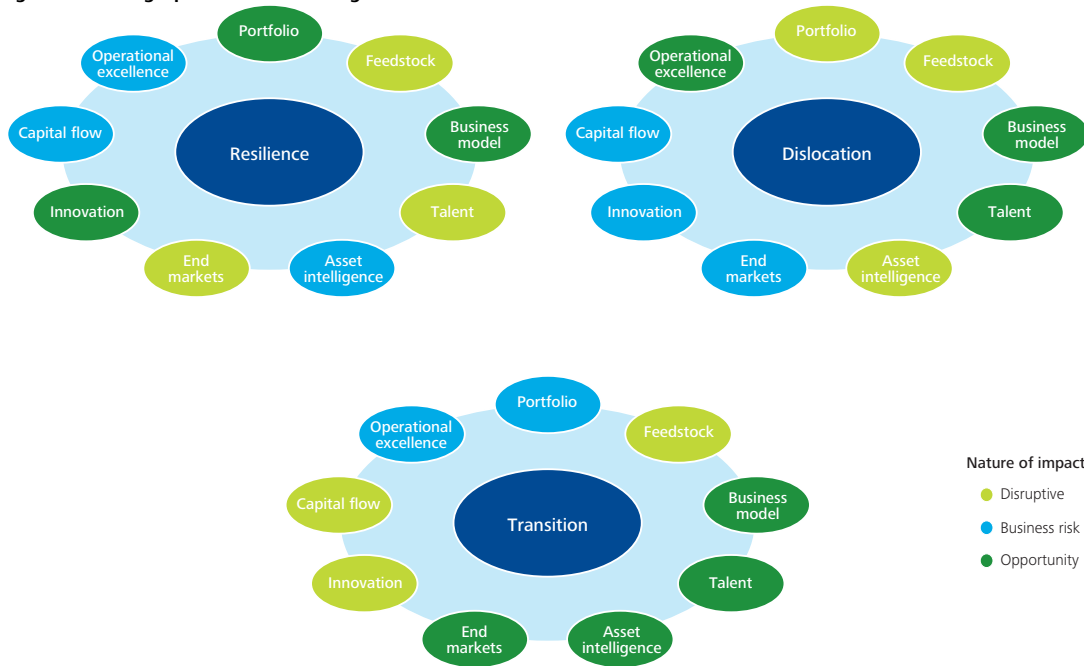 Portfolio
Operational
excellence
Feedstock
Capital flow
Business
model
Resilience
Innovation
Talent
End
markets
Asset
intelligence
Portfolio
Operational
excellence
Feedstock
Capital flow
Business
model
Dislocation
Innovation
Talent
End
markets
Asset
intelligence
Portfolio
Operational
excellence
Feedstock
Capital flow
Business
model
Transition
Innovation
Talent
End
markets
Asset
intelligence
Nature of impact
Disruptive
Business risk
Opportunity